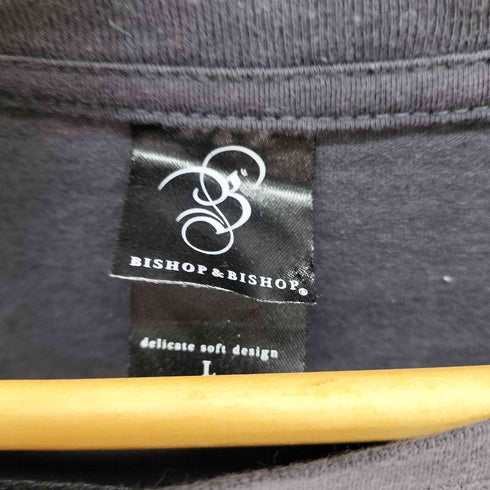 BISHOP & BISHOP®
delicate soft design
L